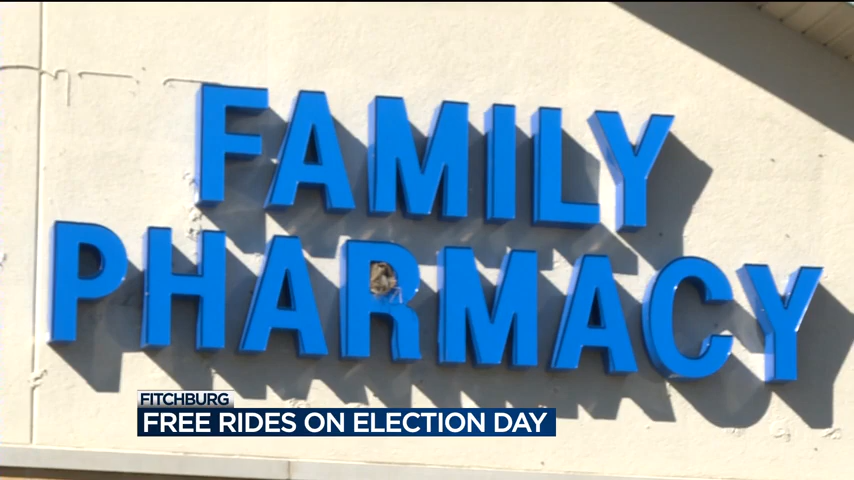 FAMILY
PHARMACY
FITCHBURG
FREE RIDES ON ELECTION DAY